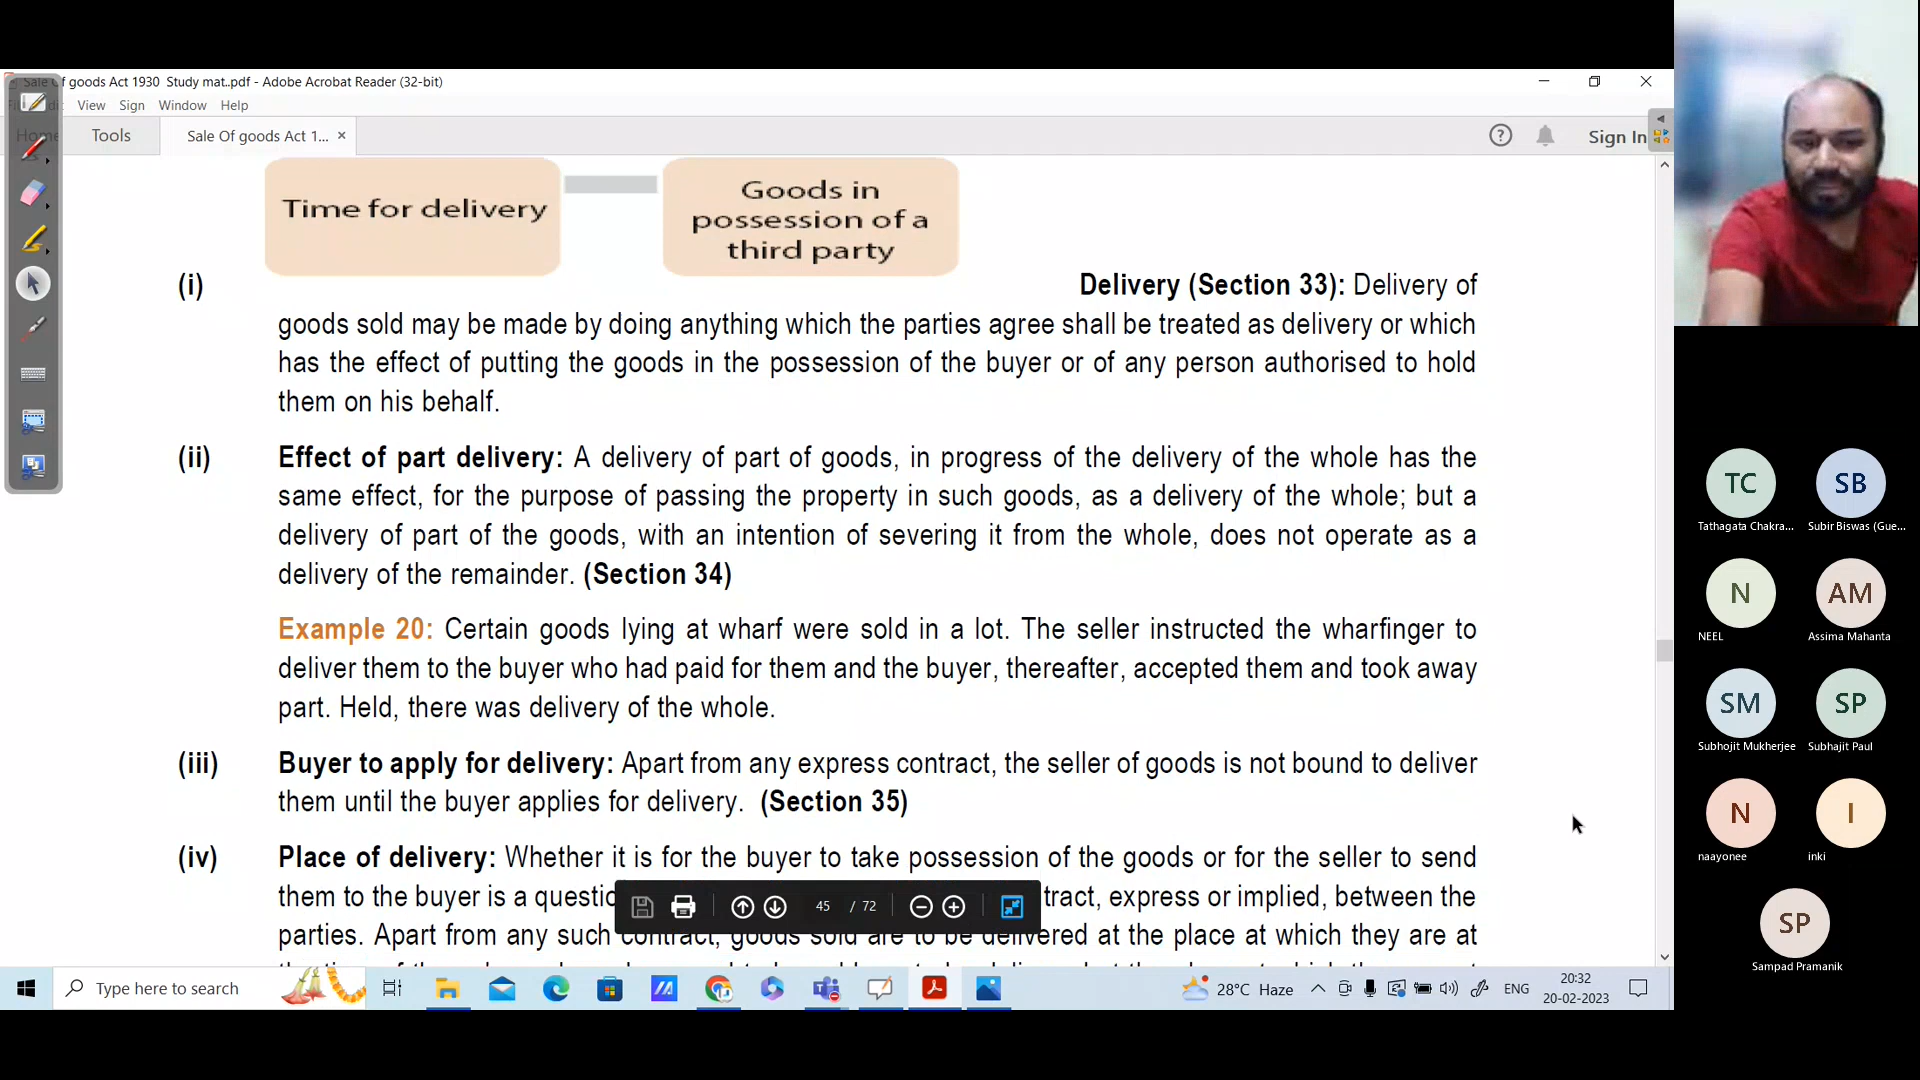 Sale Of goods Act 1930 Study mat..pdf - Adobe Acrobat Reader (32-bit)
View Sign Window Help
Home Tools Sale Of goods Act 1... × Sign In
Time for delivery
Goods in
possession of a
third party
(i) Delivery (Section 33): Delivery of
goods sold may be made by doing anything which the parties agree shall be treated as delivery or which
has the effect of putting the goods in the possession of the buyer or of any person authorised to hold
them on his behalf.
(ii) Effect of part delivery: A delivery of part of goods, in progress of the delivery of the whole has the
same effect, for the purpose of passing the property in such goods, as a delivery of the whole; but a
delivery of part of the goods, with an intention of severing it from the whole, does not operate as a
delivery of the remainder. (Section 34)
Example 20: Certain goods lying at wharf were sold in a lot. The seller instructed the wharfinger to
deliver them to the buyer who had paid for them and the buyer, thereafter, accepted them and took away
part. Held, there was delivery of the whole.
(iii) Buyer to apply for delivery: Apart from any express contract, the seller of goods is not bound to deliver
them until the buyer applies for delivery. (Section 35)
(iv) Place of delivery: Whether it is for the buyer to take possession of the goods or for the seller to send
them to the buyer is a questio tract, express or implied, between the
parties. Apart from any such contract, goods sold are to be delivered at the place at which they are at
45 / 72
Type here to search
28°C Haze
ENG
20:32
20-02-2023
TC
Tathagata Chakra...
SB
Subir Biswas (Gue...
N
NEEL
AM
Assima Mahanta
SM
Subhojit Mukherjee
SP
Subhajit Paul
N
naayonee
I
inki
SP
Sampad Pramanik